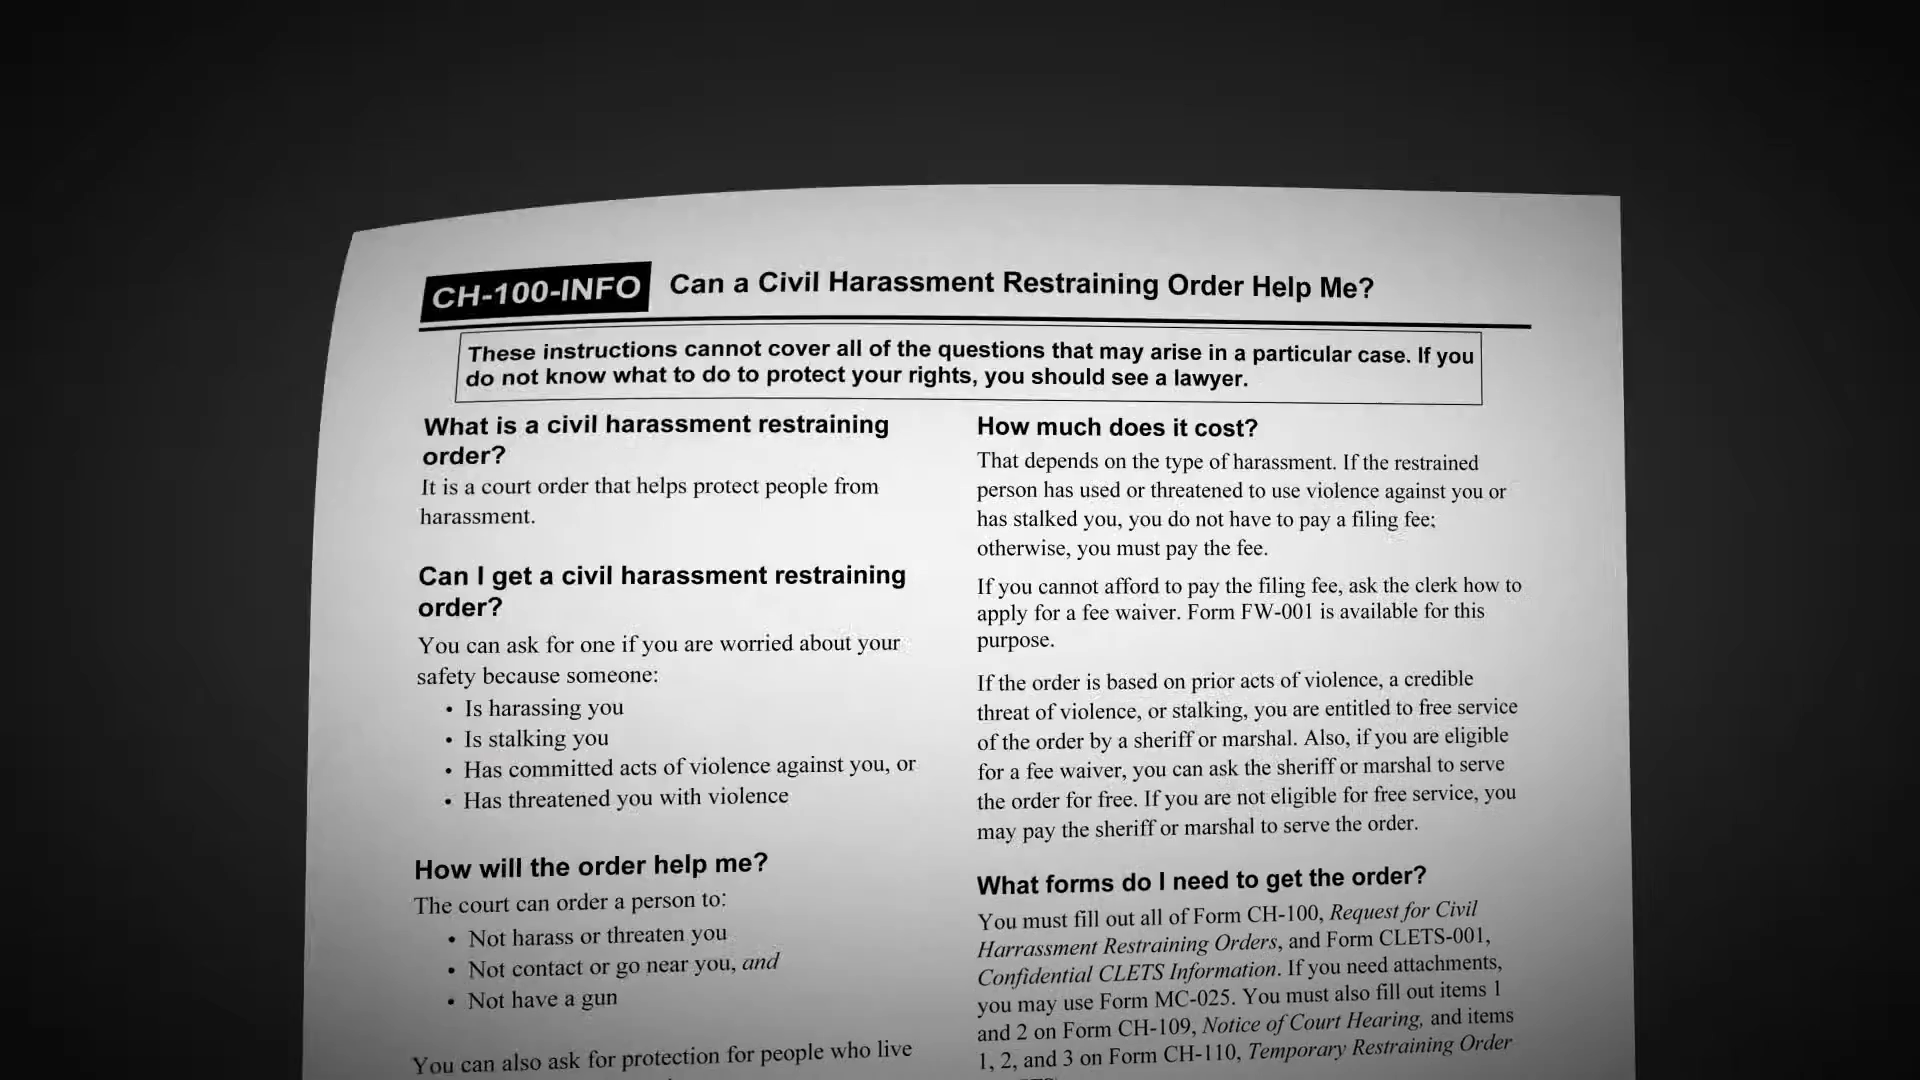 CH-100-INFO Can a Civil Harassment Restraining Order Help Me?
These instructions cannot cover all of the questions that may arise in a particular case. If you
do not know what to do to protect your rights, you should see a lawyer.
What is a civil harassment restraining
order?
It is a court order that helps protect people from
harassment.
Can I get a civil harassment restraining
order?
You can ask for one if you are worried about your
safety because someone:
• Is harassing you
• Is stalking you
• Has committed acts of violence against you, or
• Has threatened you with violence
How will the order help me?
The court can order a person to:
• Not harass or threaten you
• Not contact or go near you, and
• Not have a gun
You can also ask for protection for people who live
How much does it cost?
That depends on the type of harassment. If the restrained
person has used or threatened to use violence against you or
has stalked you, you do not have to pay a filing fee;
otherwise, you must pay the fee.
If you cannot afford to pay the filing fee, ask the clerk how to
apply for a fee waiver. Form FW-001 is available for this
purpose.
If the order is based on prior acts of violence, a credible
threat of violence, or stalking, you are entitled to free service
of the order by a sheriff or marshal. Also, if you are eligible
for a fee waiver, you can ask the sheriff or marshal to serve
the order for free. If you are not eligible for free service, you
may pay the sheriff or marshal to serve the order.
What forms do I need to get the order?
You must fill out all of Form CH-100, Request for Civil
Harrassment Restraining Orders, and Form CLETS-001,
Confidential CLETS Information. If you need attachments,
you may use Form MC-025. You must also fill out items 1
and 2 on Form CH-109, Notice of Court Hearing, and items
1, 2, and 3 on Form CH-110, Temporary Restraining Order